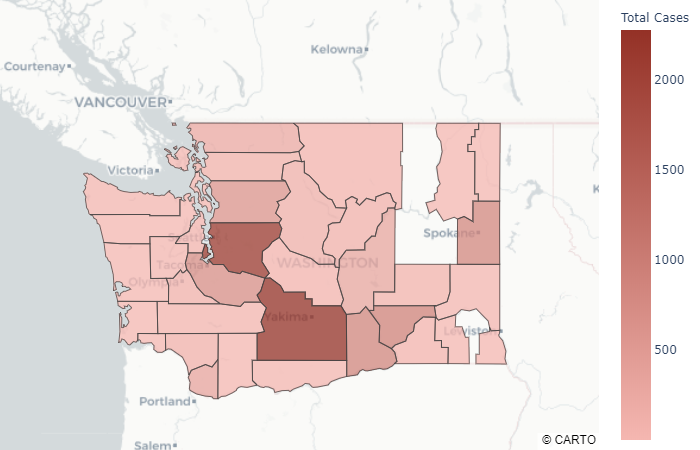 Total Cases
Kelowna
Courtenay
2000
VANCOUVER
1500
Victoria
K
Spokane
Seattle
WASHINGTON
Tacoma
1000
Olympia
Yakima
Lewiston
500
Portland
Salem
© CARTO